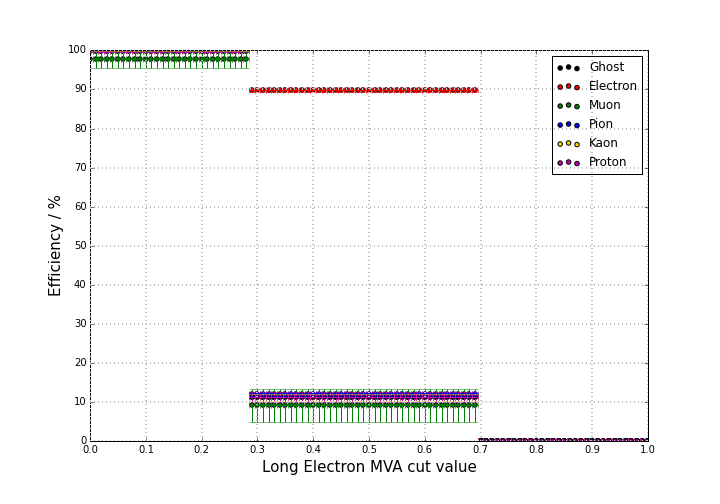 100
90
80
70
60
50
40
30
20
10
0
Efficiency / %
0.0 0.1 0.2 0.3 0.4 0.5 0.6 0.7 0.8 0.9 1.0
Long Electron MVA cut value
Ghost
Electron
Muon
Pion
Kaon
Proton